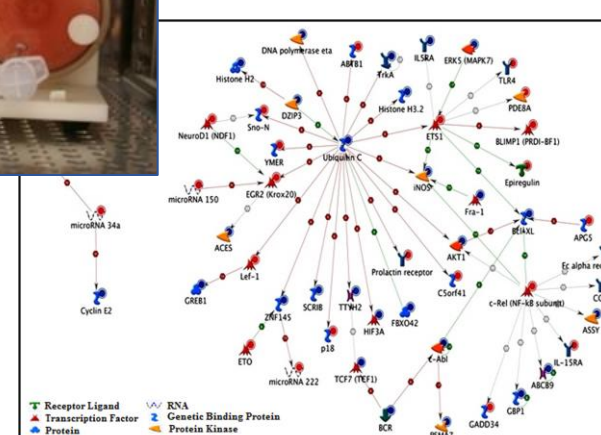 DNA polymerase eta
ABTB1
TrkA
IL5RA
ERK5 (MAPK7)
TLR4
Histone H2
DZIP3
Histone H3.2
PDE8A
NeuroD1 (NDF1)
Sno-N
ETS1
BLIMP1 (PRDI-BF1)
YMER
Ubiquitin C
Epiregulin
microRNA 150
EGR2 (Krox20)
iNOS
microRNA 34a
Fra-1
ACES
AKT1
APG5
Prolactin receptor
Lef-1
C5orf41
c-Rel (NF-kB subunit)
Cyclin E2
GREB1
ZNF145
SCRIB
TTYH2
HIF3A
FBXO42
ASSY
ETO
p18
c-Abl
IL-15RA
microRNA 222
TCF7 (TCF1)
ABCB9
GBP1
GADD34
BCR
Receptor Ligand
RNA
Transcription Factor
Genetic Binding Protein
Protein
Protein Kinase